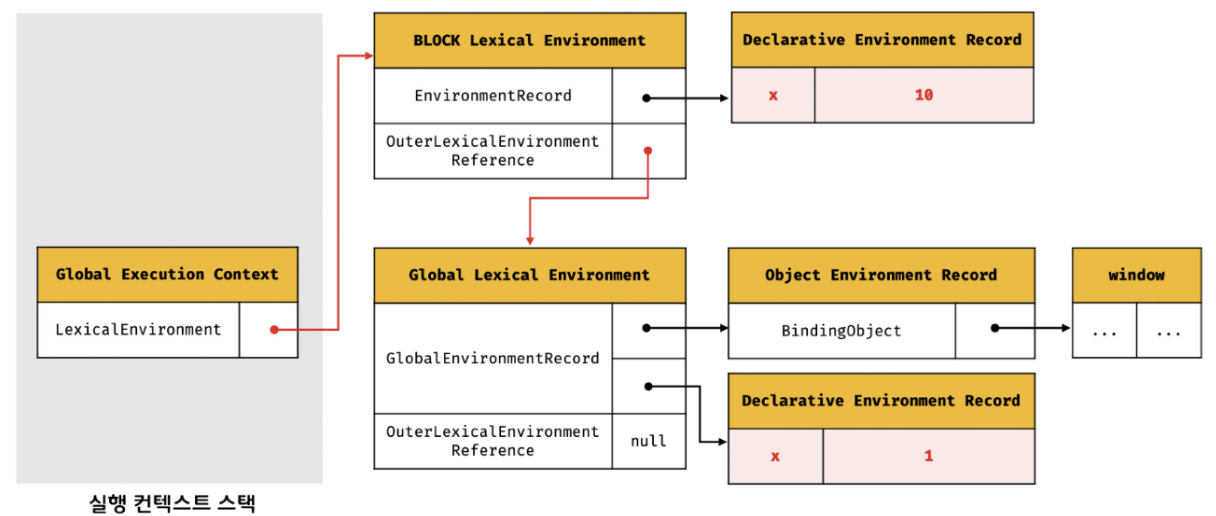 BLOCK Lexical Environment
EnvironmentRecord
OuterLexicalEnvironment
Reference
Declarative Environment Record
x 10
Global Execution Context
LexicalEnvironment
Global Lexical Environment
GlobalEnvironmentRecord
OuterLexicalEnvironment
Reference
null
Object Environment Record
BindingObject
window
... ...
Declarative Environment Record
x 1
실행 컨텍스트 스택